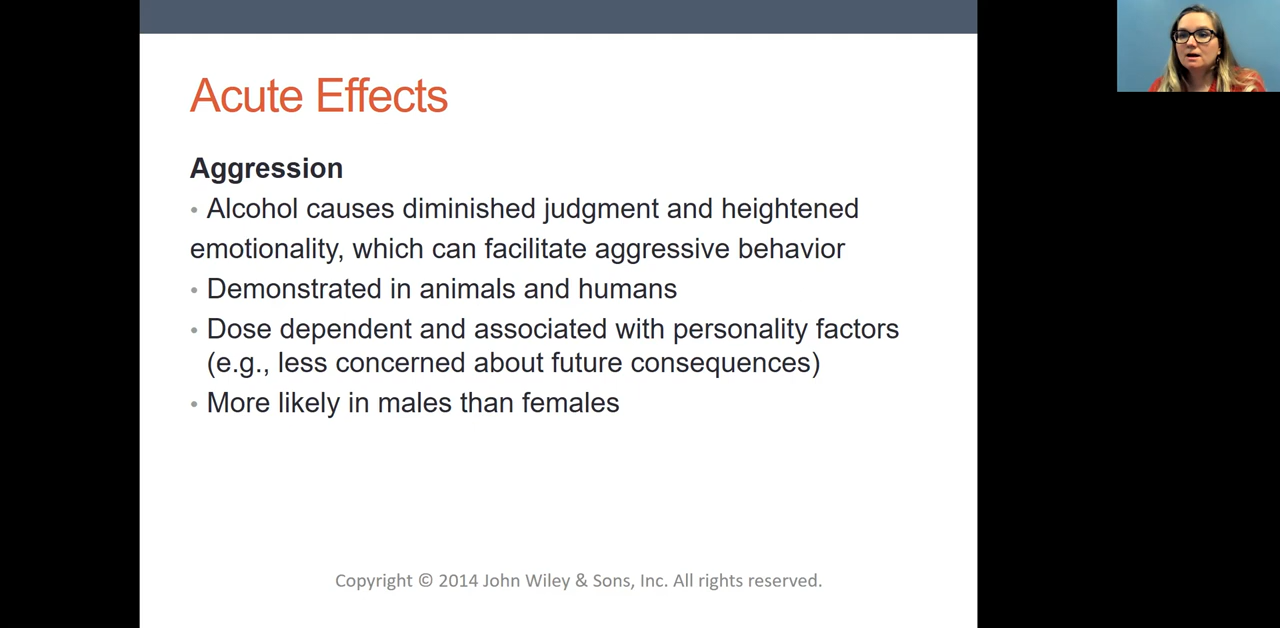 Acute Effects
Aggression
• Alcohol causes diminished judgment and heightened
emotionality, which can facilitate aggressive behavior
• Demonstrated in animals and humans
• Dose dependent and associated with personality factors
(e.g., less concerned about future consequences)
• More likely in males than females
Copyright © 2014 John Wiley & Sons, Inc. All rights reserved.